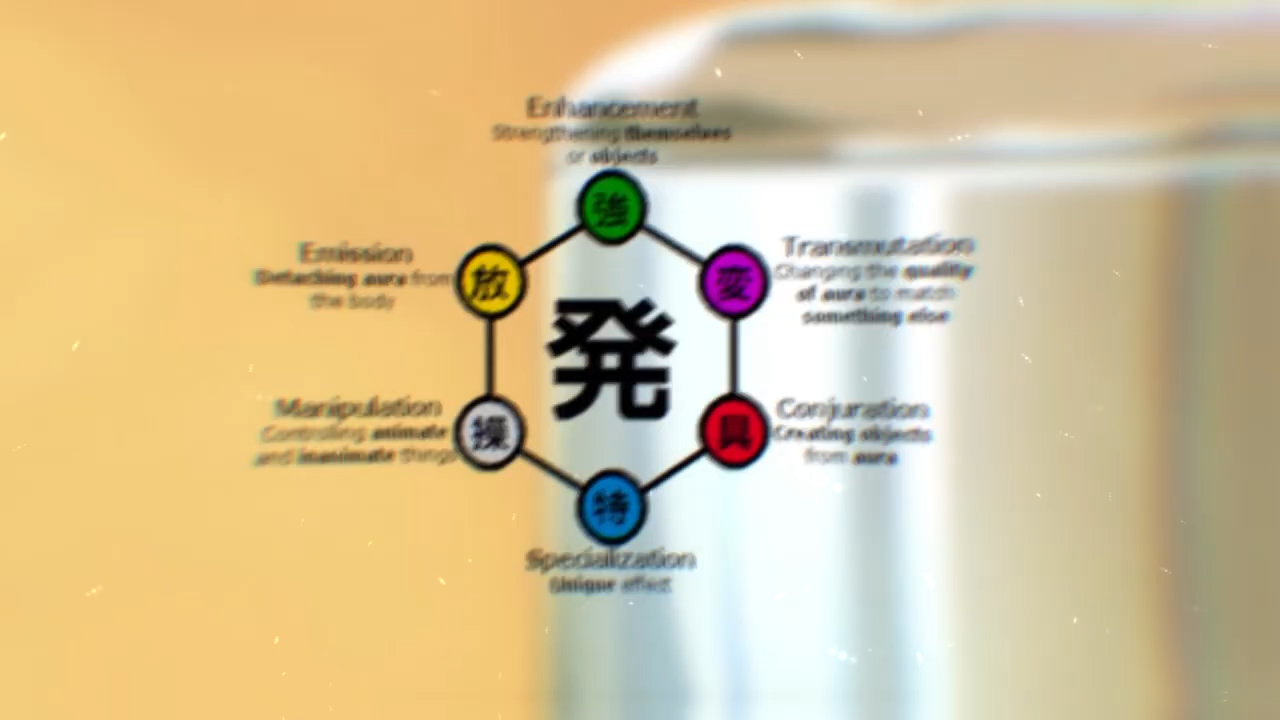 Enhancement
Strengthening themselves
or objects
強
Emission
Detaching aura from
the body
放
変
Transmutation
Changing the quality
of aura to match
something else
発
Manipulation
Controlling animate
and inanimate things
操
具
Conjuration
Creating objects
from aura
特
Specialization
Unique effect